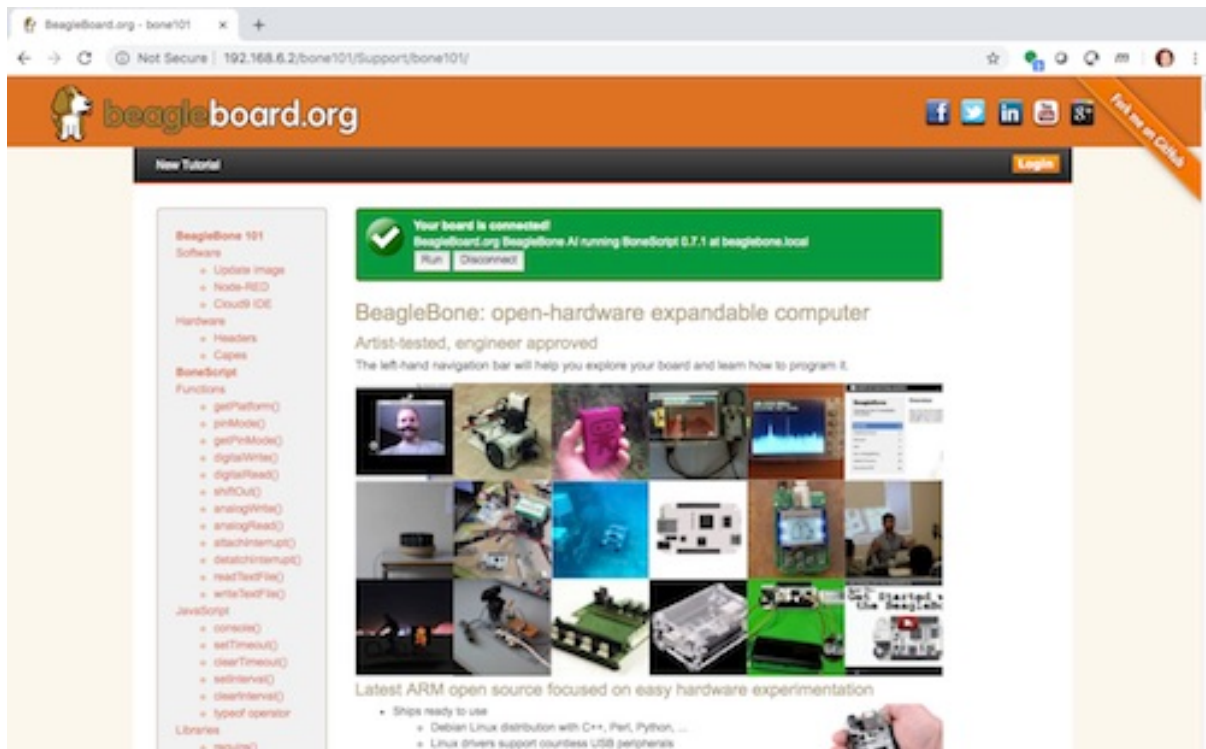 BeagleBoard.org - bone101
Not Secure | 192.168.6.2/bone101/Support/bone101/
beagleboard.org
Fork me on GitHub
New Tutorial
Login
Your board is connected!
BeagleBoard.org BeagleBone AI running BoneScript 0.7.1 at beaglebone.local
Run Disconnect
BeagleBone 101
Software
Update Image
Node-RED
Cloud9 IDE
Hardware
Headers
Capes
BoneScript
Functions
getPlatform()
pinMode()
getPinMode()
digitalWrite()
digitalRead()
shiftOut()
analogWrite()
analogRead()
attachInterrupt()
detatchInterrupt()
readTextFile()
writeTextFile()
JavaScript
console()
setTimeout()
clearTimeout()
setInterval()
clearInterval()
typeof operator
Libraries
require()
BeagleBone: open-hardware expandable computer
Artist-tested, engineer approved
The left-hand navigation bar will help you explore your board and learn how to program it.
Get Started w
the BeagleBo
Latest ARM open source focused on easy hardware experimentation
Ships ready to use
Debian Linux distribution with C++, Perl, Python, ...
Linux drivers support countless USB peripherals